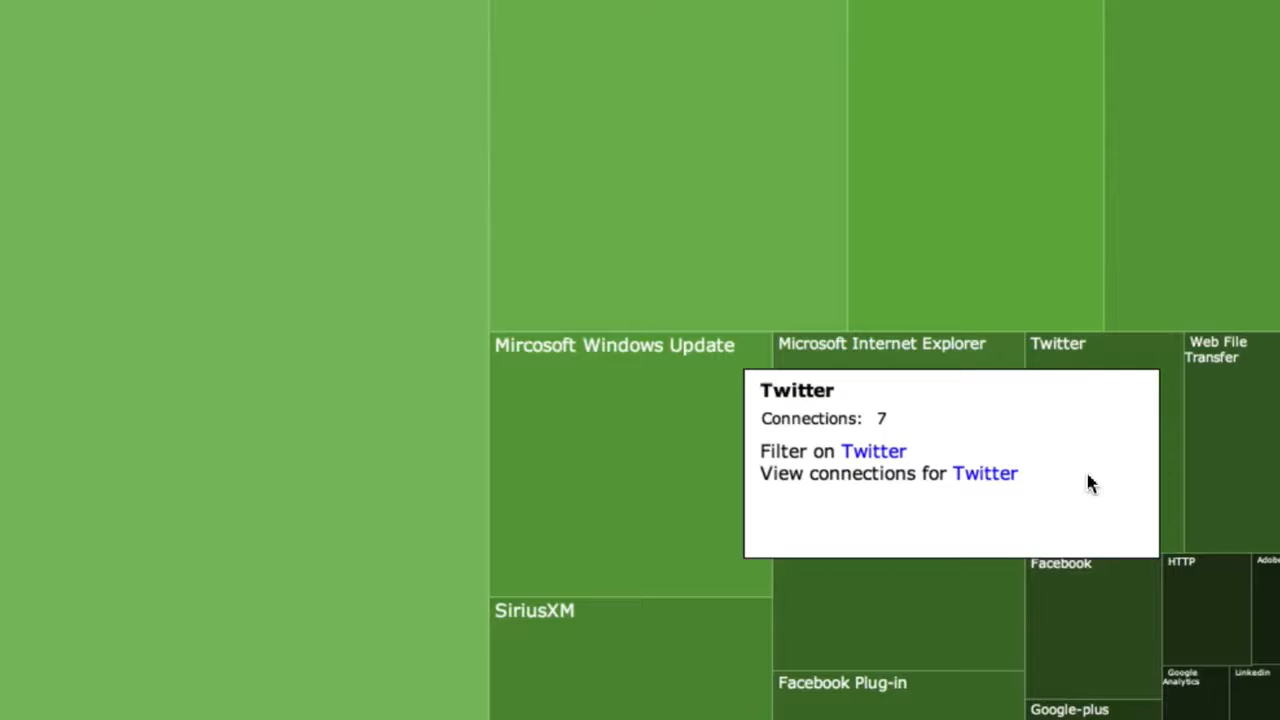 Mircosoft Windows Update
Microsoft Internet Explorer
Twitter
Web File
Transfer
Twitter
Connections: 7
Filter on Twitter
View connections for Twitter
Facebook
HTTP
SiriusXM
Facebook Plug-in
Google
Analytics
Linkedin
Google-plus